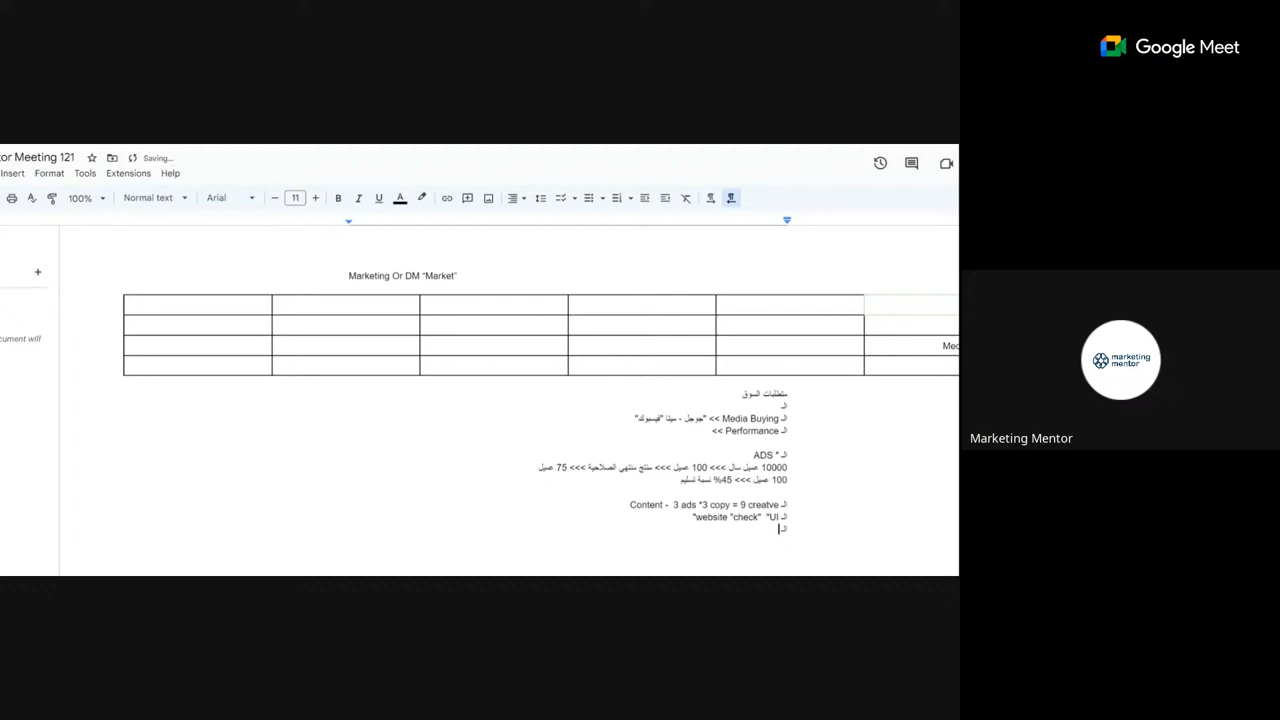 Google Meet
tor Meeting 121
Saving...
Insert Format Tools Extensions Help
100% Normal text Arial 11
Marketing Or DM “Market”
cument will
Med
متطلبات السوق
الـ
الـ Media Buying >> "جوجل - ميتا "فيسبوك"
الـ Performance >>
الـ " ADS
10000 عميل سأل >>> 100 عميل >>> منتج منتهي الصلاحية >>> 75 عميل
100 عميل >>> 45% نسبة تسليم
الـ Content - 3 ads *3 copy = 9 creatve
الـ UI" "website "check"
الـ
marketing mentor
Marketing Mentor